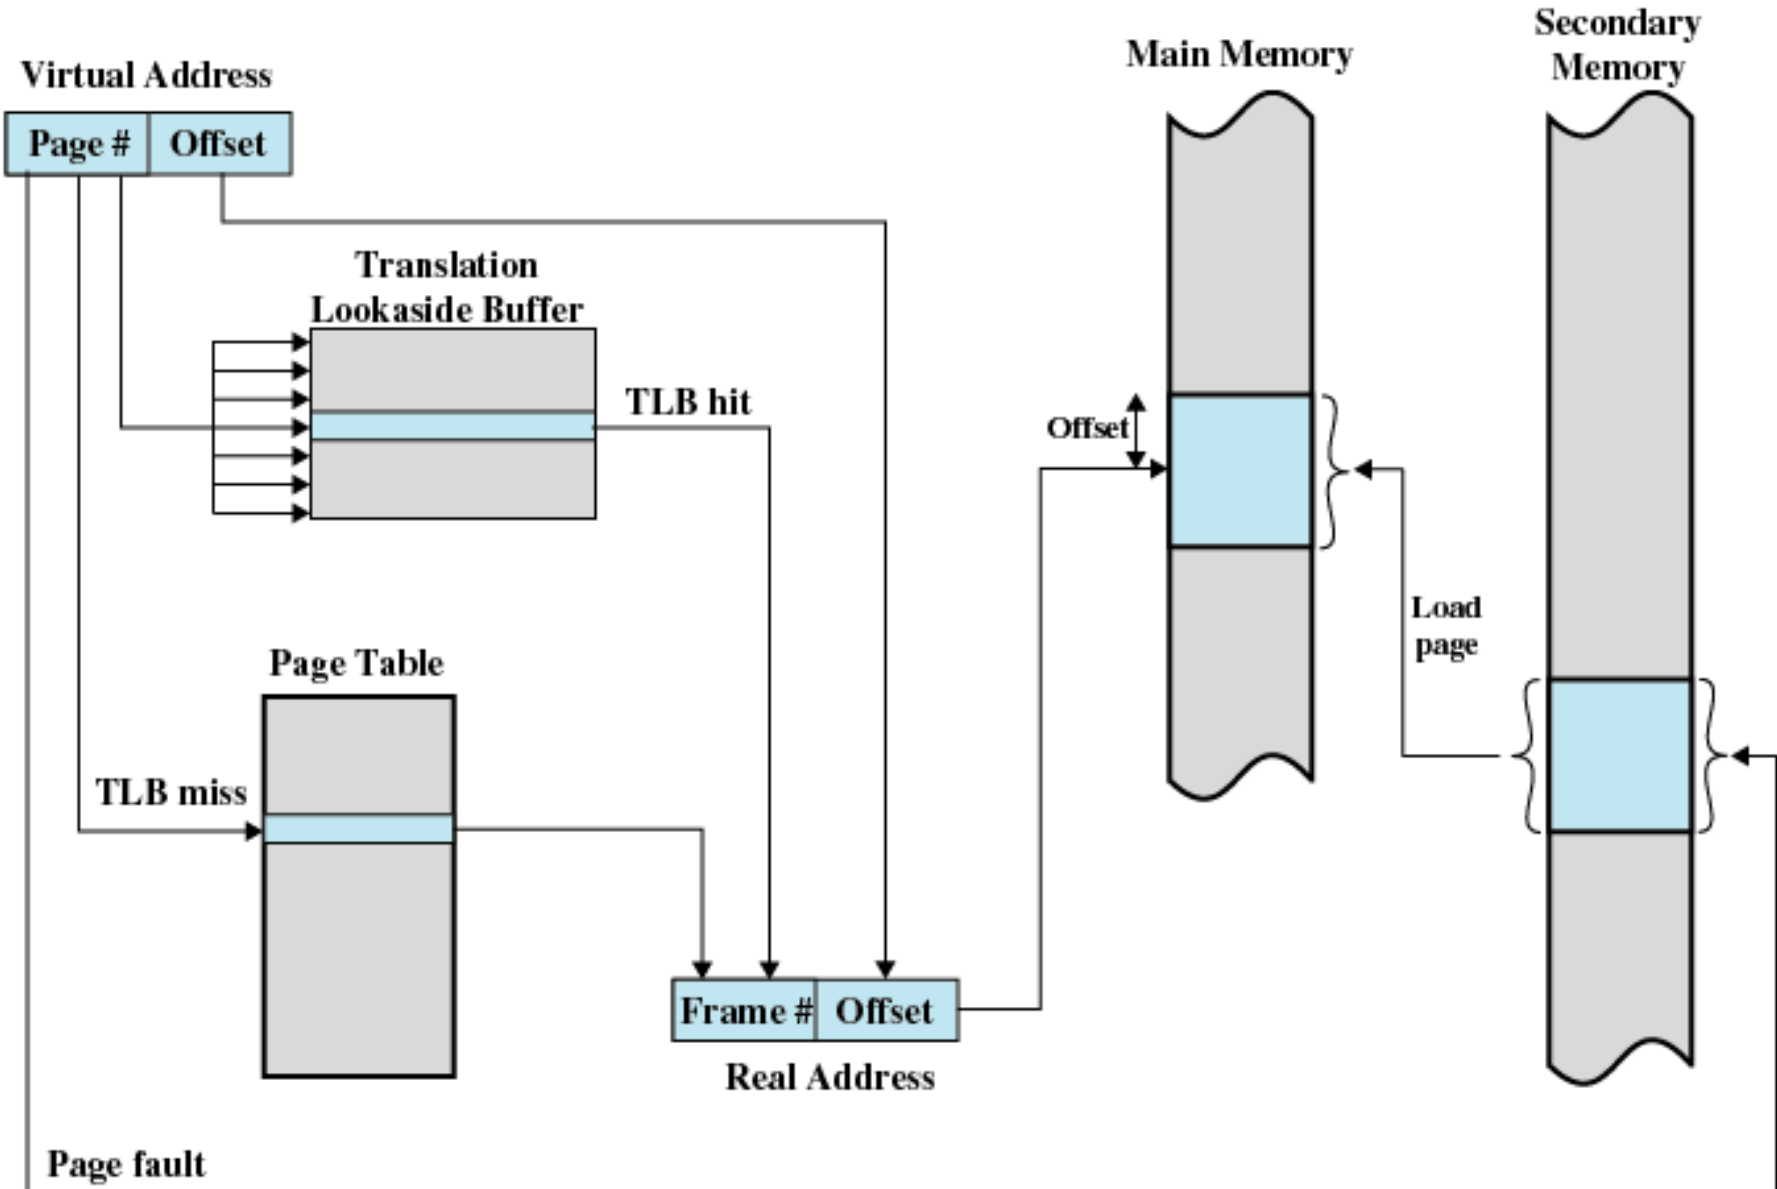 Virtual Address
Page #
Offset
Translation
Lookaside Buffer
TLB hit
Page Table
TLB miss
Frame #
Offset
Real Address
Page fault
Main Memory
Offset
Load
page
Secondary
Memory